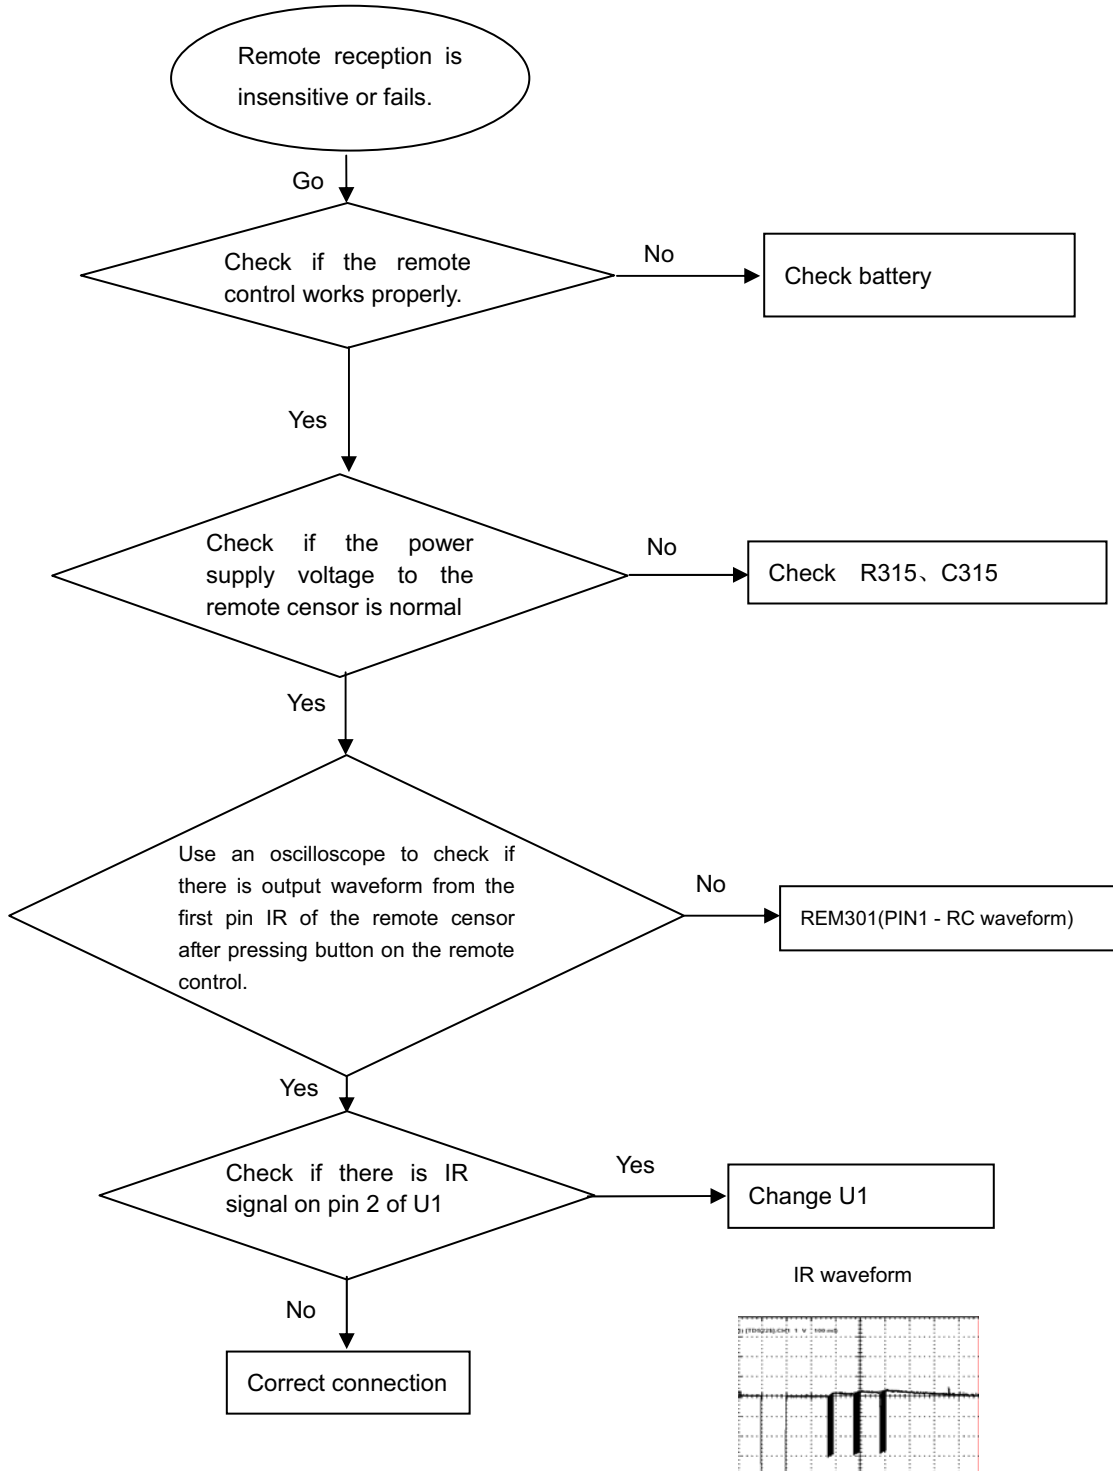 Remote reception is
insensitive or fails.
Go
Check if the remote
control works properly.
No
Check battery
Yes
Check if the power
supply voltage to the
remote censor is normal
No
Check R315、C315
Yes
Use an oscilloscope to check if
there is output waveform from the
first pin IR of the remote censor
after pressing button on the remote
control.
No
REM301(PIN1 - RC waveform)
Yes
Check if there is IR
signal on pin 2 of U1
Yes
Change U1
IR waveform
No
Correct connection